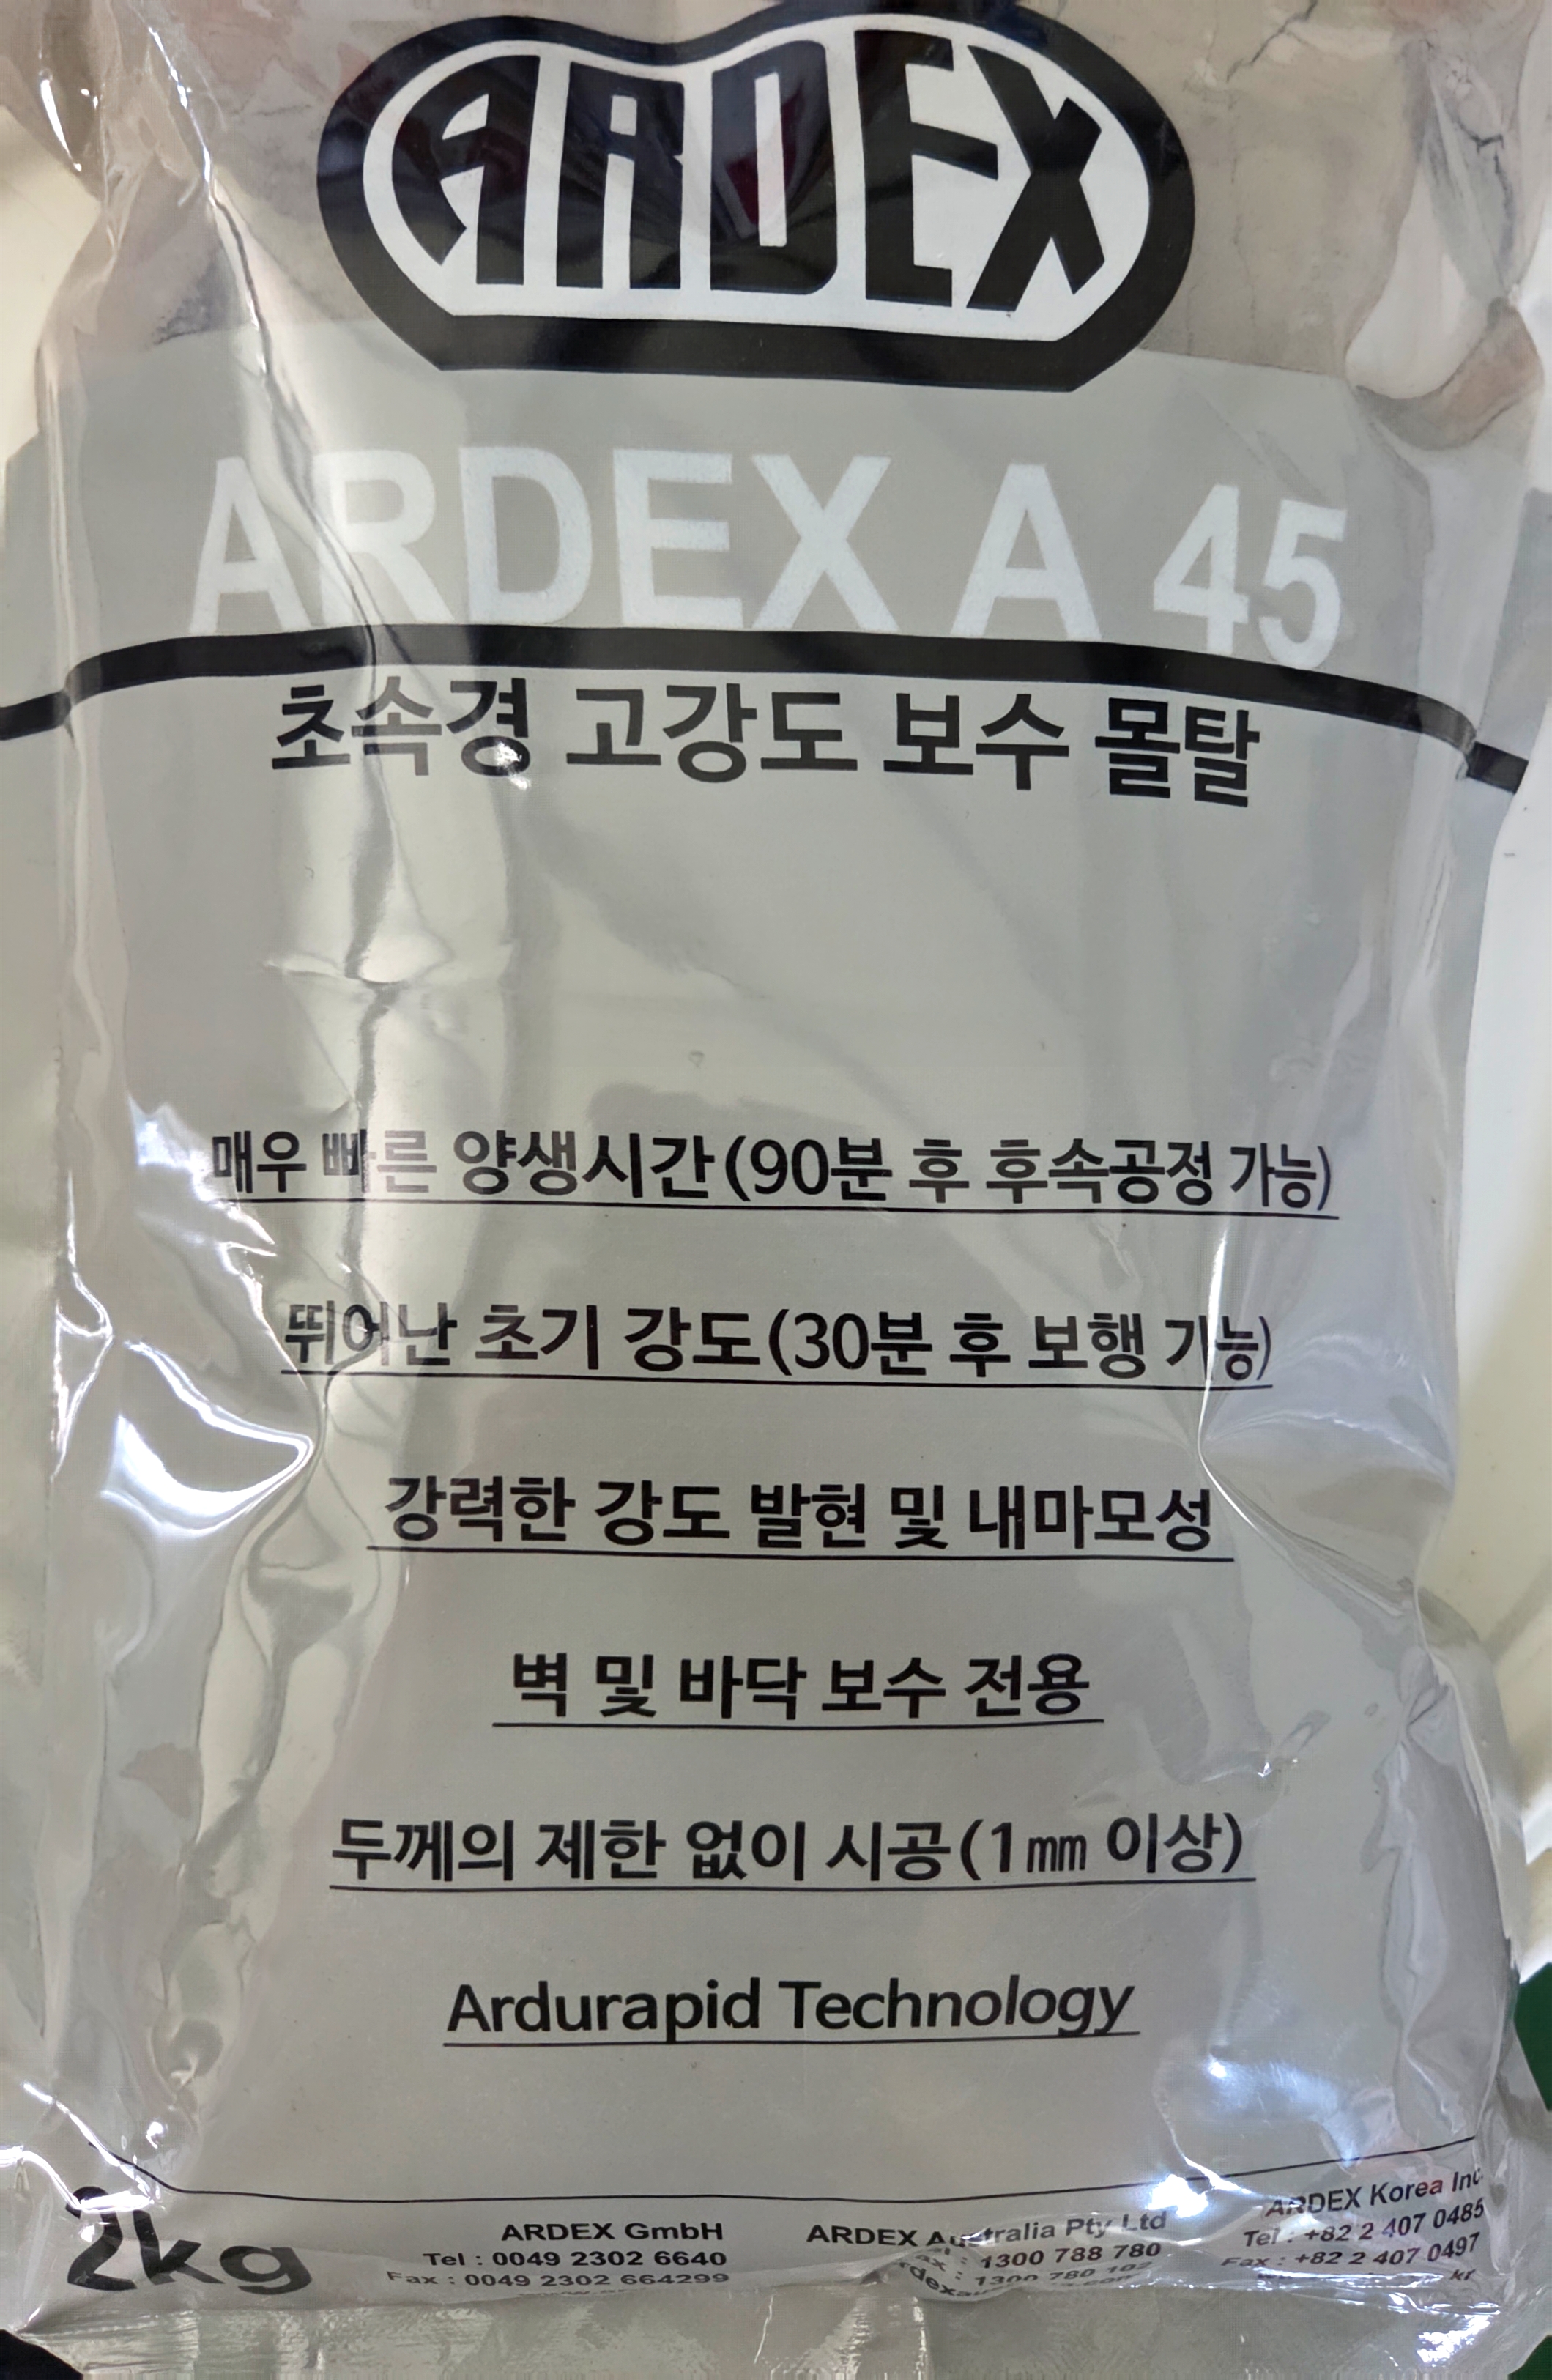 ARDEX
ARDEX A 45
초속경 고강도 보수 몰탈
매우 빠른 양생시간(90분 후 후속공정 가능)
뛰어난 초기 강도(30분 후 보행 가능)
강력한 강도 발현 및 내마모성
벽 및 바닥 보수 전용
두께의 제한 없이 시공(1㎜ 이상)
Ardurapid Technology
2kg
ARDEX GmbH
Tel : 0049 2302 6640
Fax : 0049 2302 664299
ARDEX Australia Pty Ltd
1300 788 780
1300 780 102
ARDEX Korea Inc.
Tel : +82 2 407 0485
Fax : +82 2 407 0497